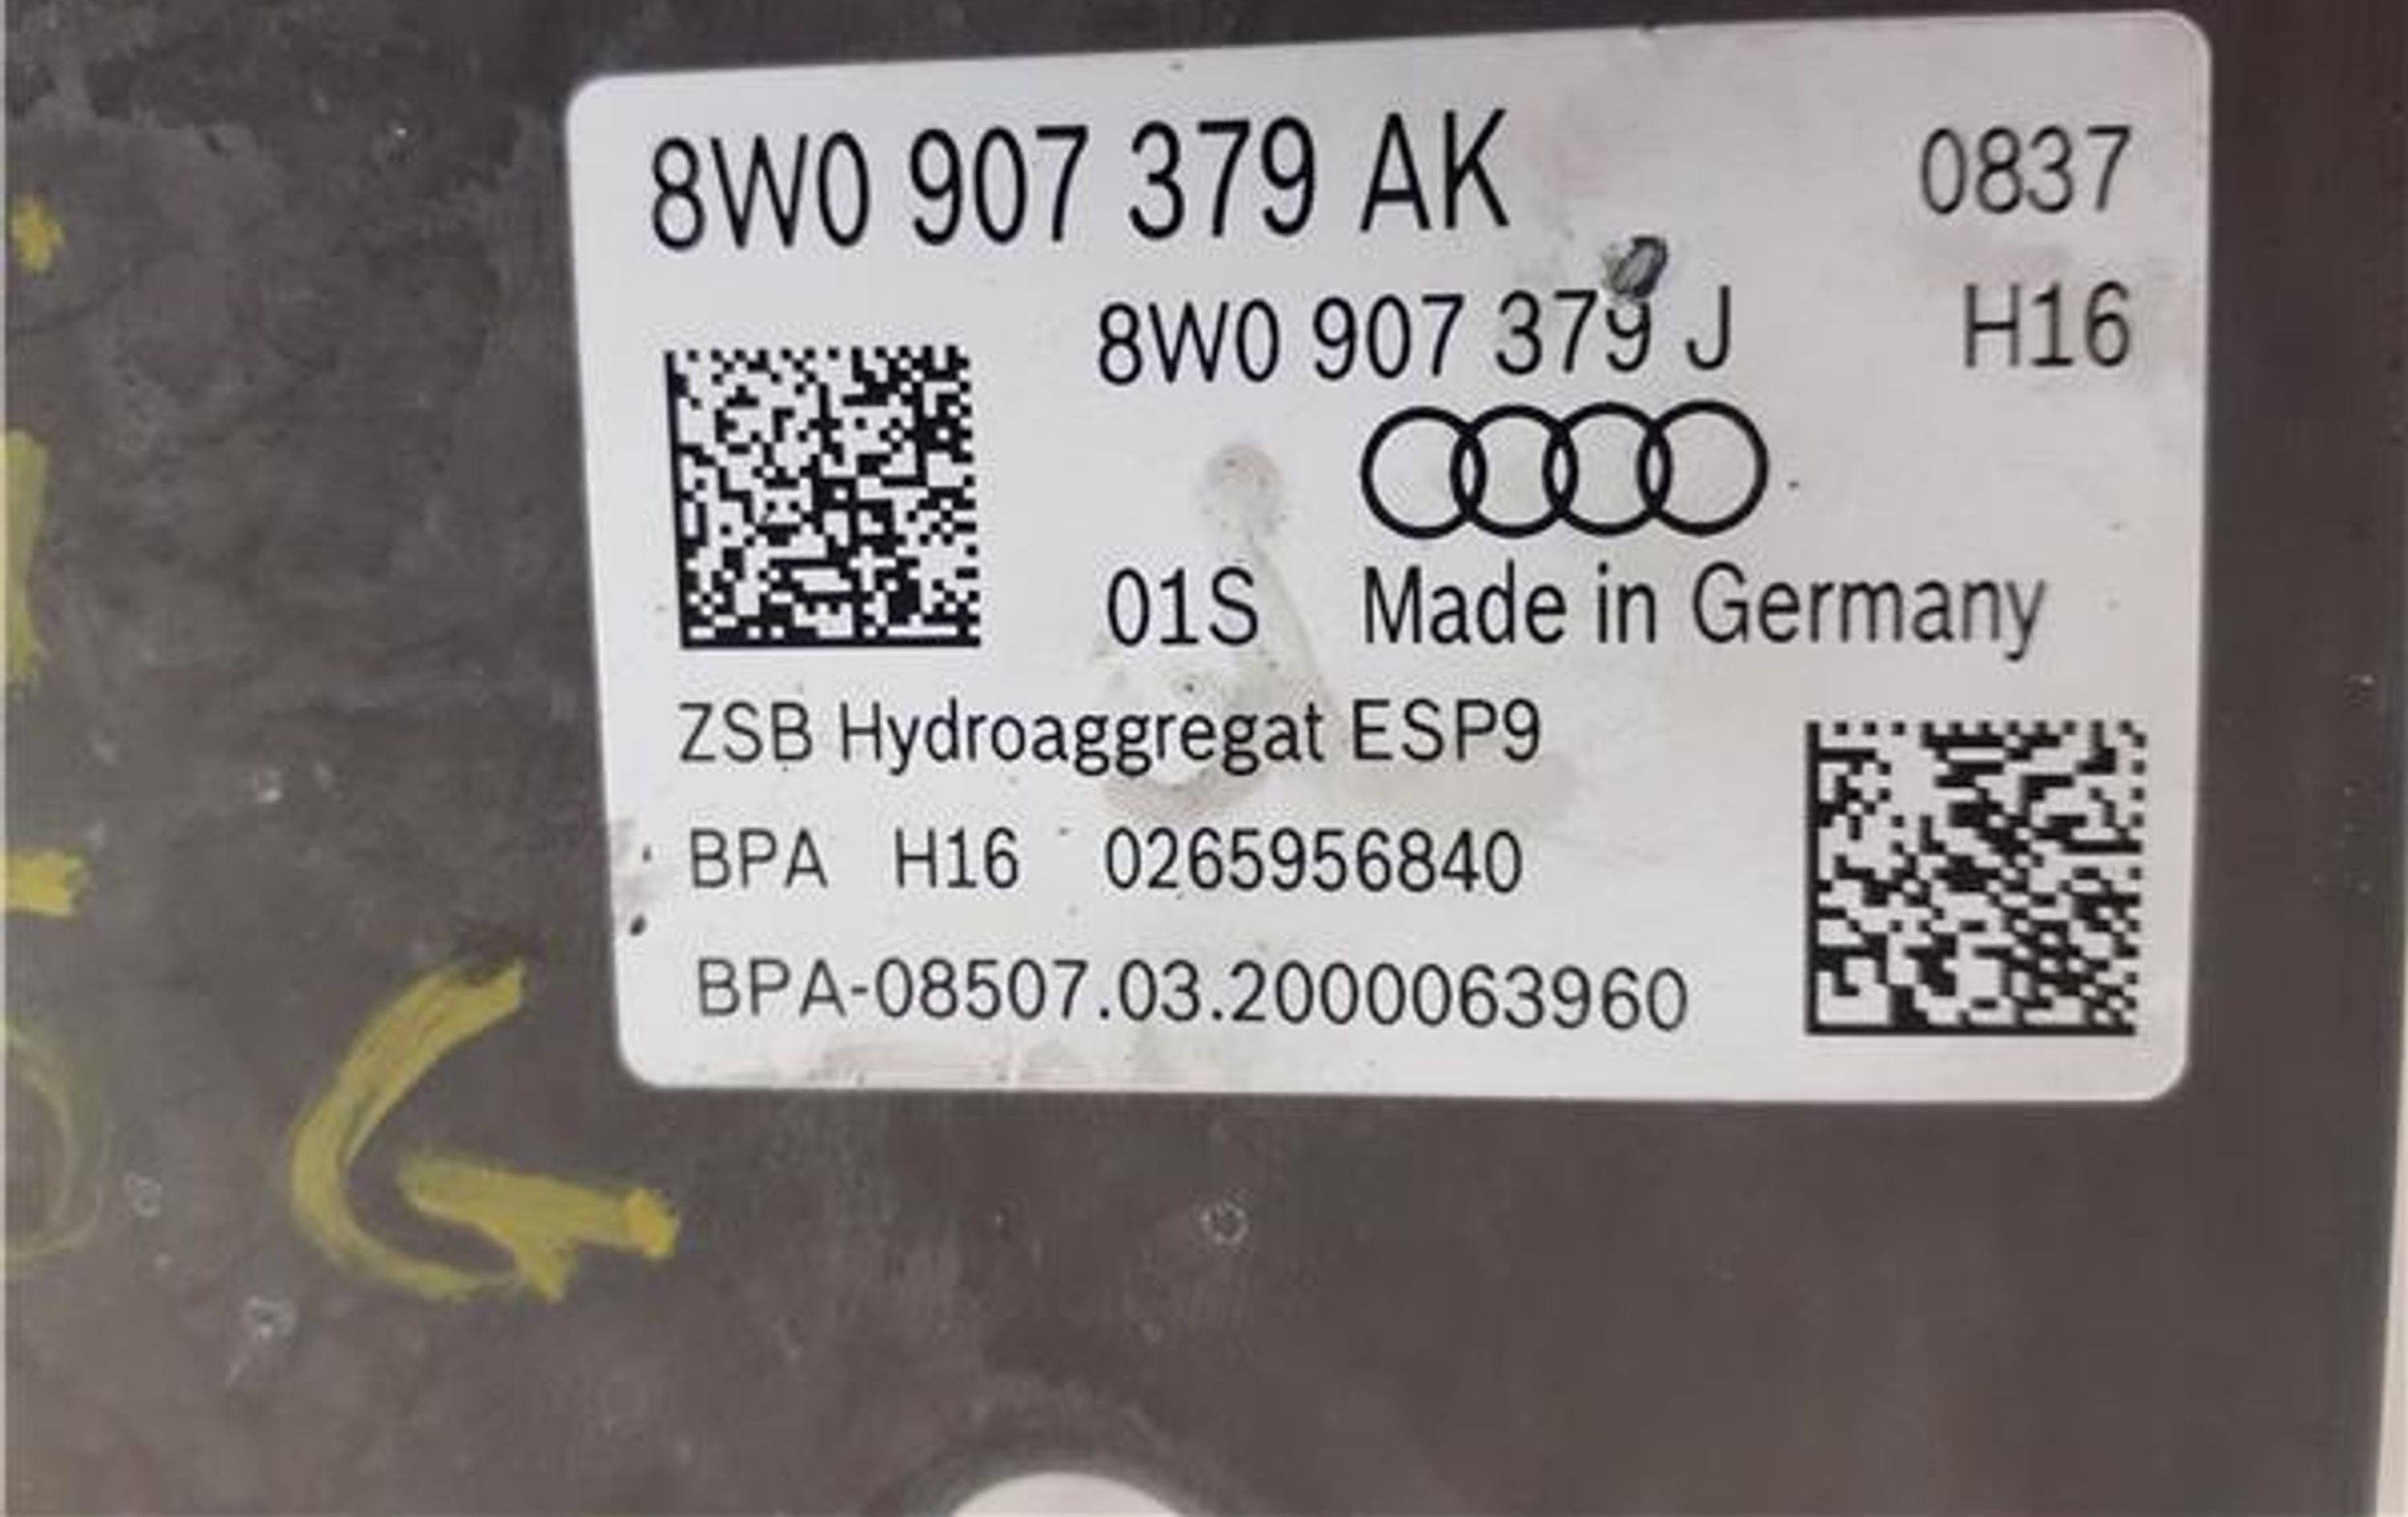 8W0 907 379 AK 0837
8W0 907 379 J H16
01S Made in Germany
ZSB Hydroaggregat ESP9
BPA H16 0265956840
BPA-08507.03.2000063960
G